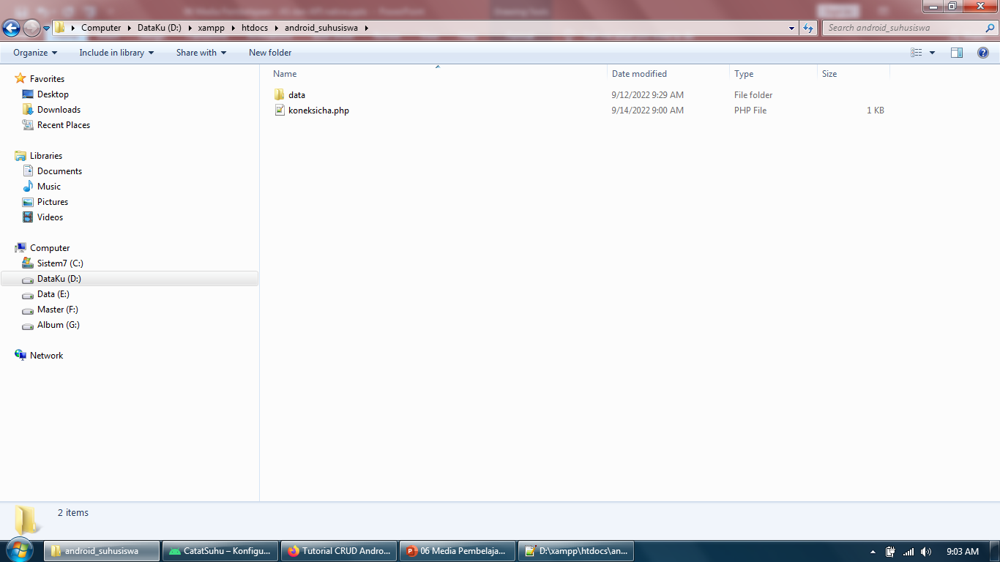 Computer DataKu (D:) xampp htdocs android_suhusiswa
Search android_suhusiswa
Organize Include in library Share with New folder
Favorites
Desktop
Downloads
Recent Places
Libraries
Documents
Music
Pictures
Videos
Computer
Sistem7 (C:)
DataKu (D:)
Data (E:)
Master (F:)
Album (G:)
Network
Name Date modified Type Size
data 9/12/2022 9:29 AM File folder
koneksicha.php 9/14/2022 9:00 AM PHP File 1 KB
2 items
android_suhusiswa CatatSuhu – Konfigu... Tutorial CRUD Andro... 06 Media Pembelaja... D:\xampp\htdocs\an... 9:03 AM